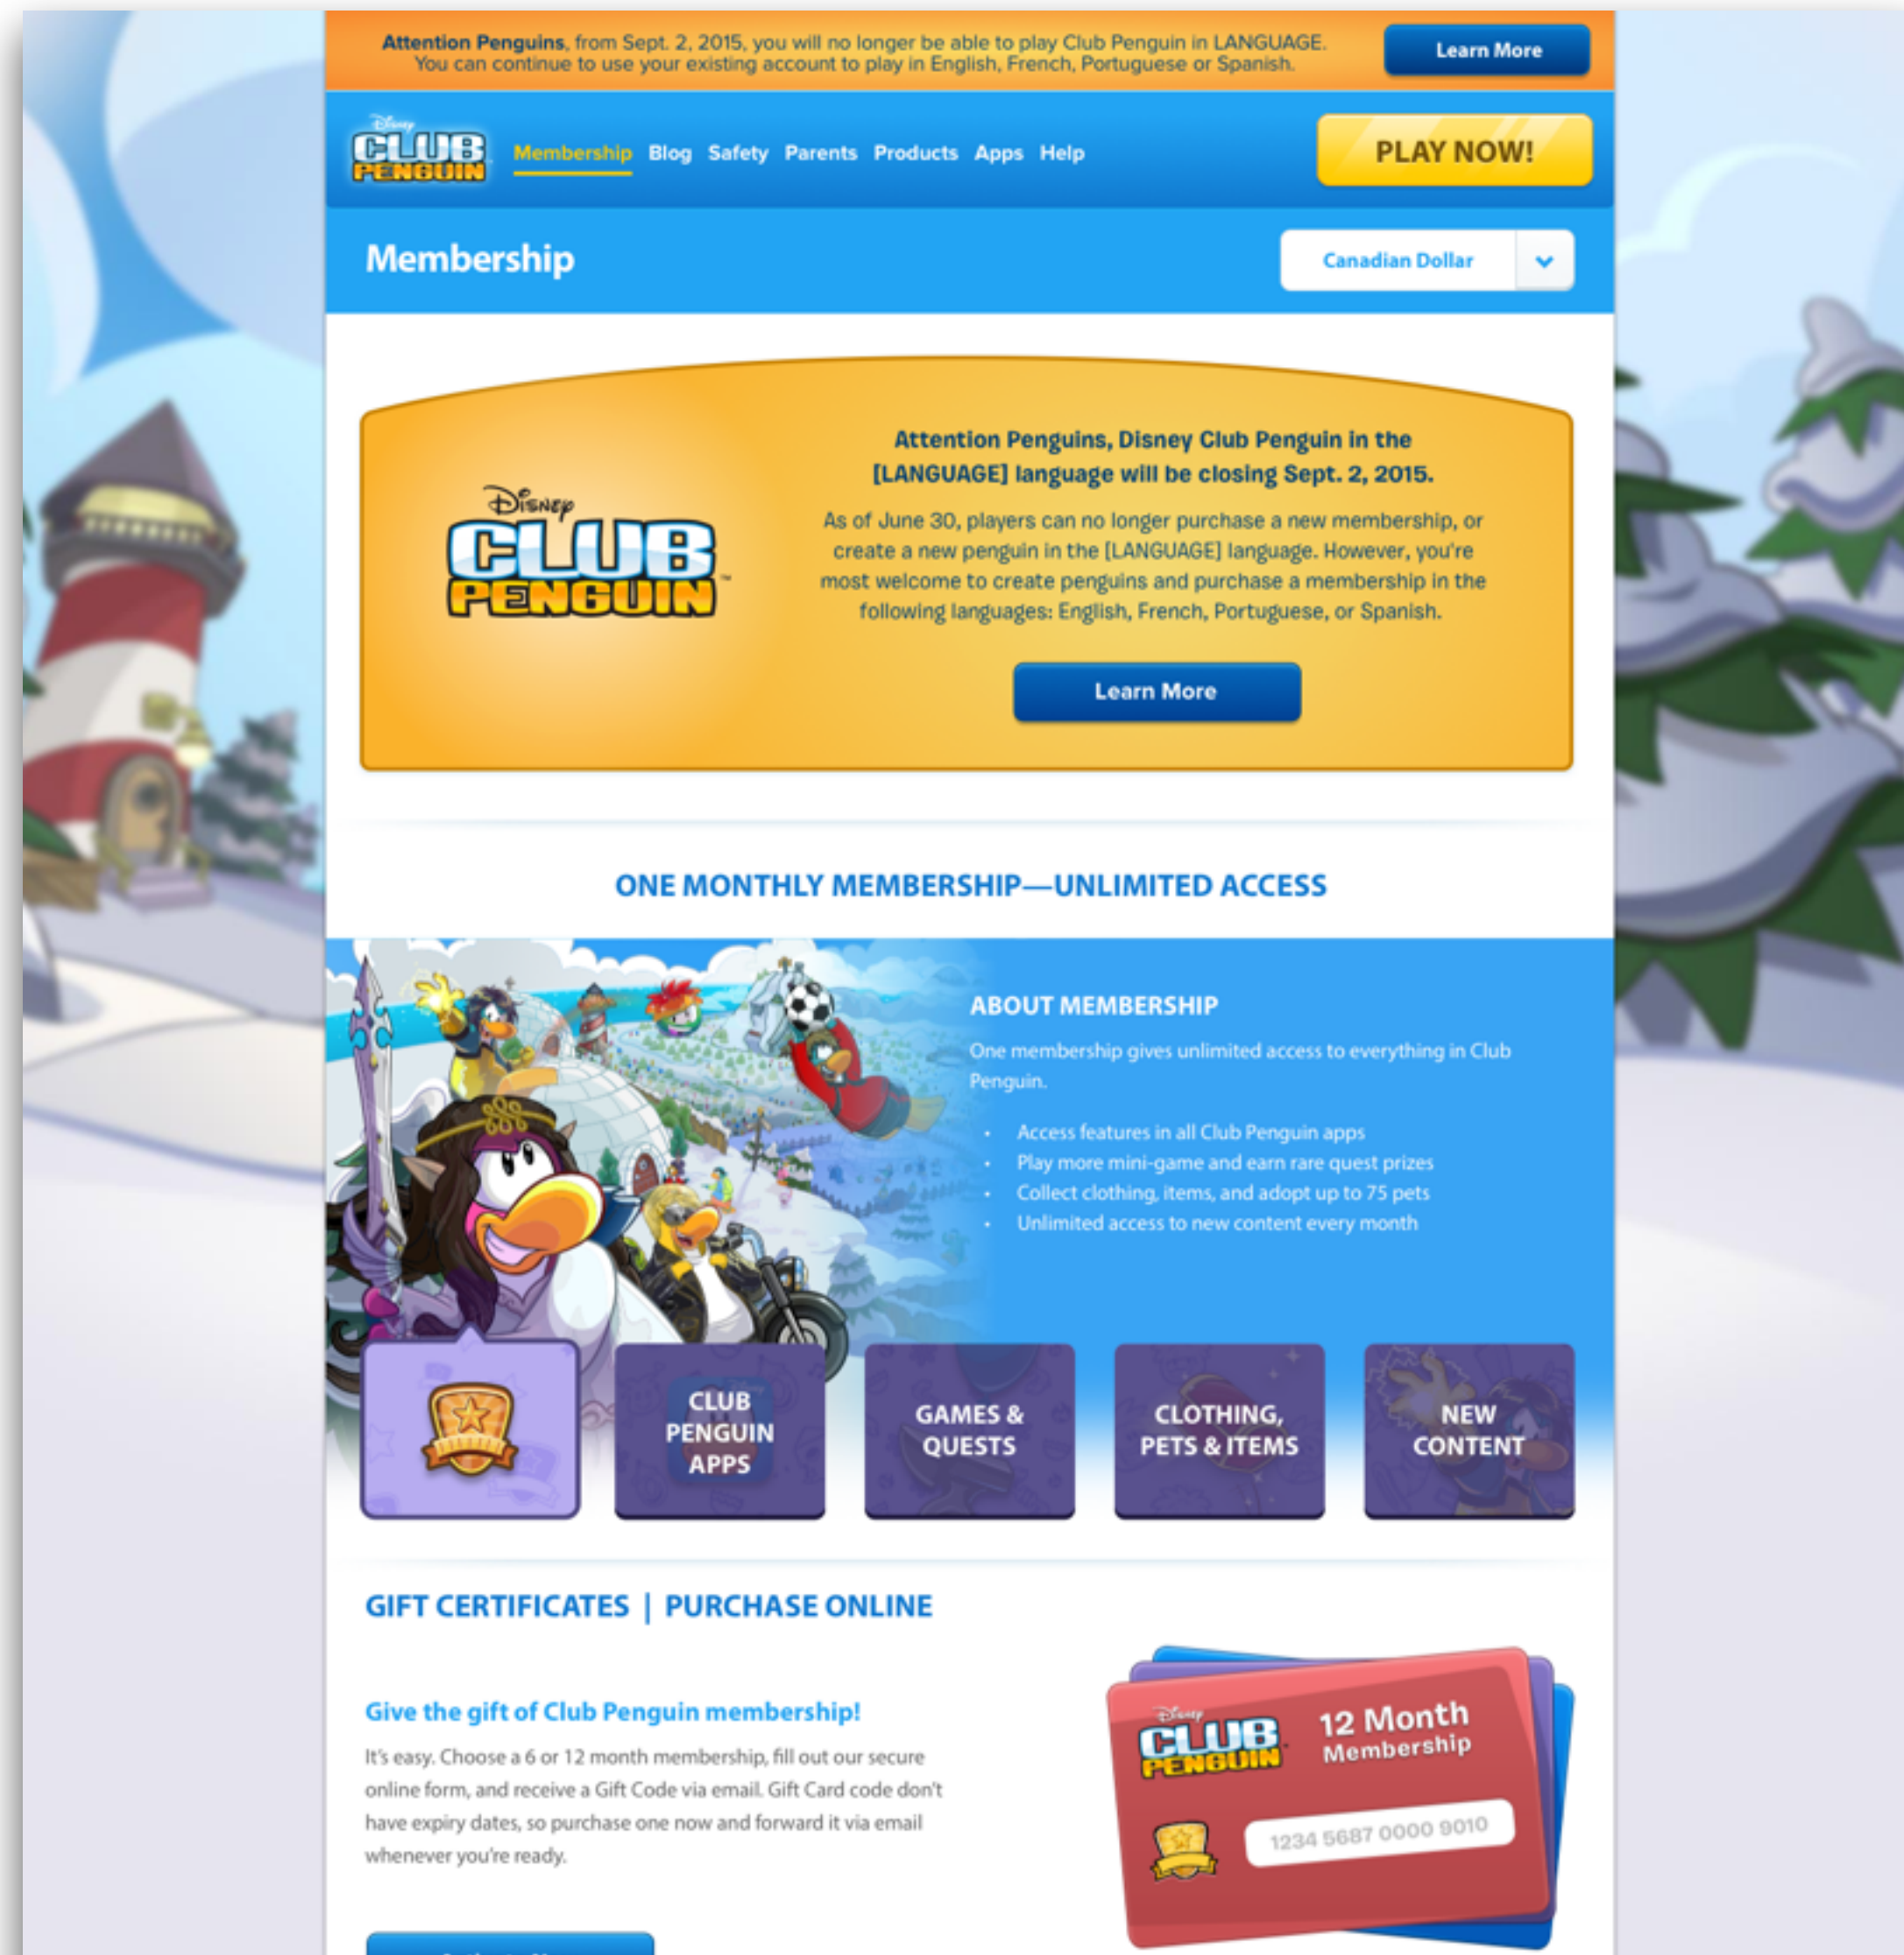 Attention Penguins, from Sept. 2, 2015, you will no longer be able to play Club Penguin in LANGUAGE.
You can continue to use your existing account to play in English, French, Portuguese or Spanish.
Learn More
Disney
CLUB
PENGUIN
Membership Blog Safety Parents Products Apps Help
PLAY NOW!
Membership
Canadian Dollar
Attention Penguins, Disney Club Penguin in the
[LANGUAGE] language will be closing Sept. 2, 2015.
As of June 30, players can no longer purchase a new membership, or
create a new penguin in the [LANGUAGE] language. However, you're
most welcome to create penguins and purchase a membership in the
following languages: English, French, Portuguese, or Spanish.
Disney
CLUB
PENGUIN
™
Learn More
ONE MONTHLY MEMBERSHIP—UNLIMITED ACCESS
ABOUT MEMBERSHIP
One membership gives unlimited access to everything in Club
Penguin.
• Access features in all Club Penguin apps
• Play more mini-game and earn rare quest prizes
• Collect clothing, items, and adopt up to 75 pets
• Unlimited access to new content every month
CLUB
PENGUIN
APPS
GAMES &
QUESTS
CLOTHING,
PETS & ITEMS
NEW
CONTENT
GIFT CERTIFICATES | PURCHASE ONLINE
Give the gift of Club Penguin membership!
It's easy. Choose a 6 or 12 month membership, fill out our secure
online form, and receive a Gift Code via email. Gift Card code don't
have expiry dates, so purchase one now and forward it via email
whenever you're ready.
Disney
CLUB
PENGUIN
12 Month
Membership
1234 5687 0000 9010